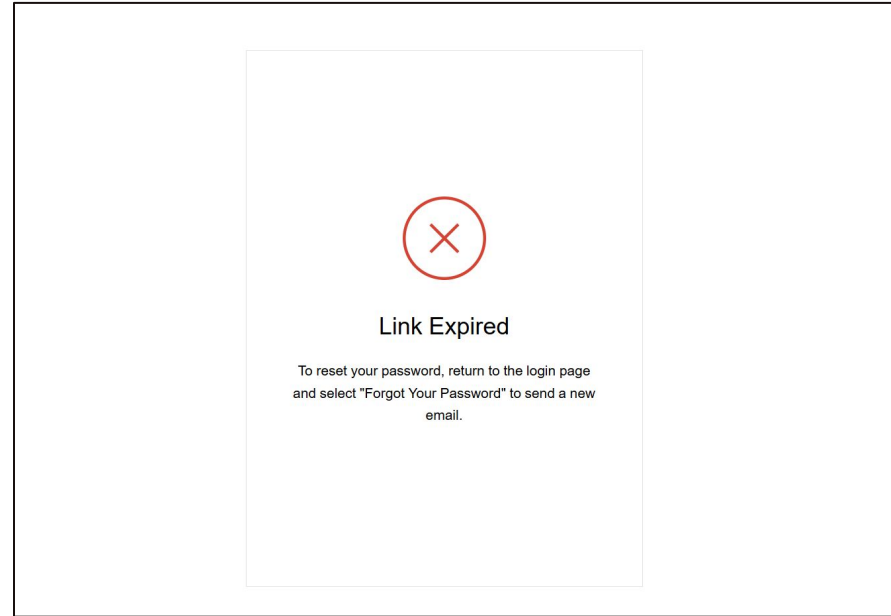 Link Expired
To reset your password, return to the login page
and select "Forgot Your Password" to send a new
email.